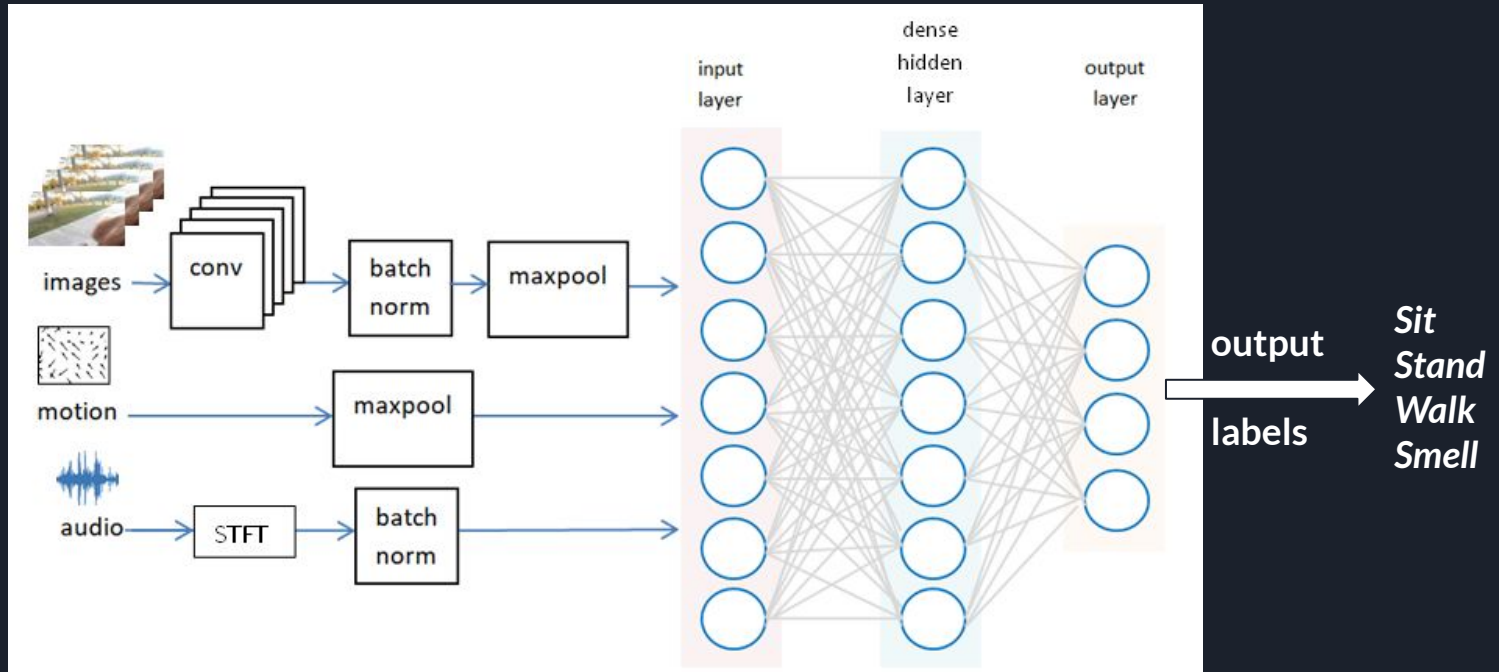 input
layer
dense
hidden
layer
output
layer
images
conv
batch
norm
maxpool
motion
maxpool
audio
STFT
batch
norm
output
labels
Sit
Stand
Walk
Smell